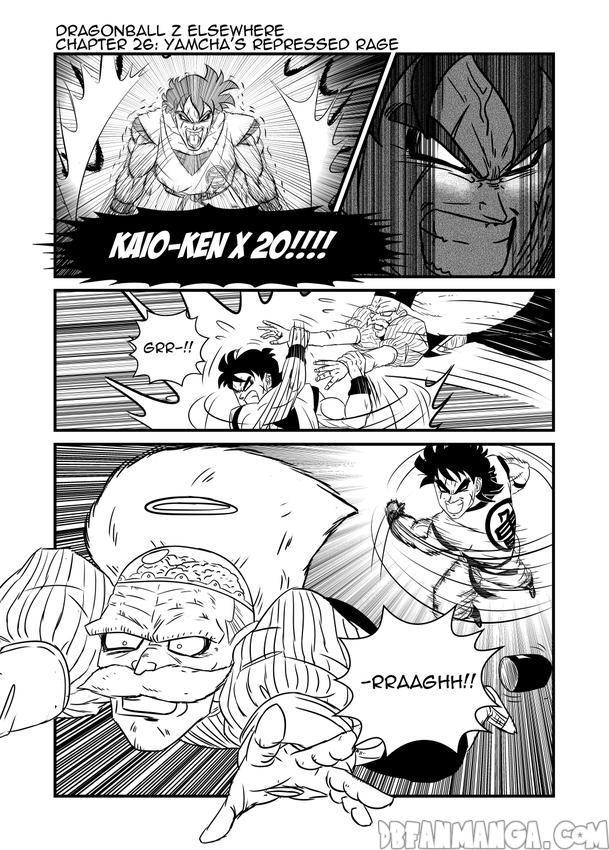 DRAGONBALL Z ELSEWHERE
CHAPTER 26: YAMCHA'S REPRESSED RAGE
KAIO-KEN X 20!!!!
GRR-!!
-RRAAGHH!!
DBFANMANGA.COM